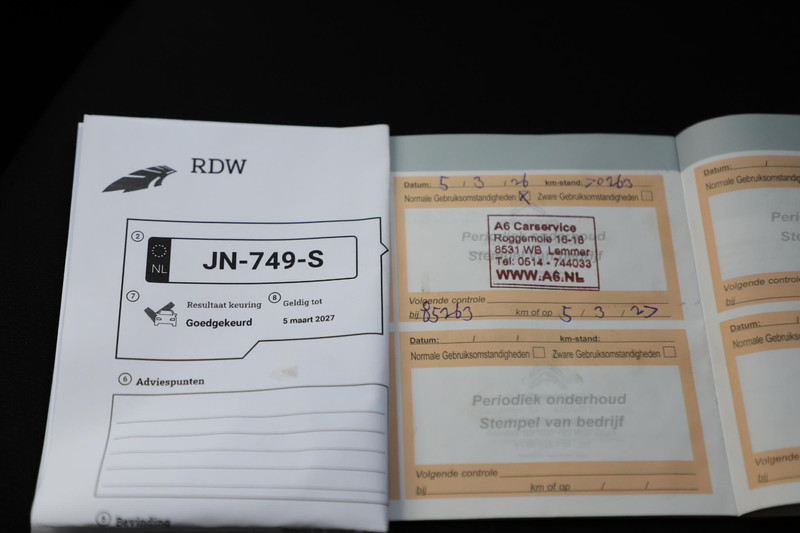 RDW
2
NL
JN-749-S
7
Resultaat keuring
Goedgekeurd
8
Geldig tot
5 maart 2027
6 Adviespunten
5 Bevinding
Datum: 5 / 3 / 26 km-stand: 70263
Normale Gebruiksomstandigheden X Zware Gebruiksomstandigheden
A6 Carservice
Roggemole 16-18
8531 WB Lemmer
Tel: 0514 - 744033
WWW.A6.NL
Volgende controle
bij 85263 km of op 5 / 3 / 27
Datum: / / km-stand:
Normale Gebruiksomstandigheden Zware Gebruiksomstandigheden
Periodiek onderhoud
Stempel van bedrijf
Volgende controle
bij km of op / /
Datum: /
Normale Gebruiksomstandig
Volgende controle
bij
Datum: /
Normale Gebruiksomstandi
Volgende
bij